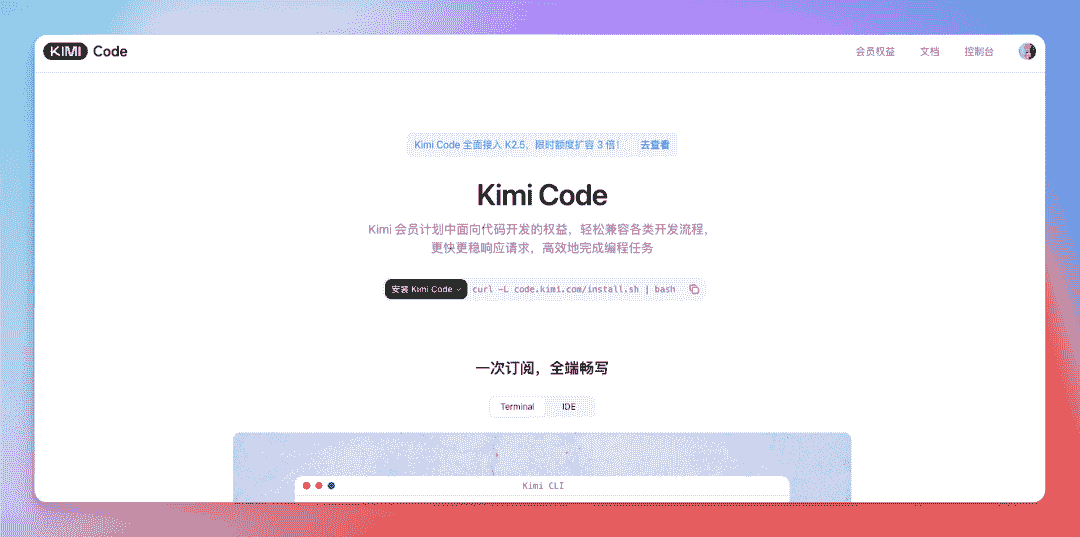 KIMI Code
会员权益 文档 控制台
Kimi Code 全面接入 K2.5，限时额度扩容 3 倍！ 去查看
Kimi Code
Kimi 会员计划中面向代码开发的权益，轻松兼容各类开发流程，
更快更稳响应请求，高效地完成编程任务
安装 Kimi Code curl -L code.kimi.com/install.sh | bash
一次订阅，全端畅写
Terminal IDE
Kimi CLI